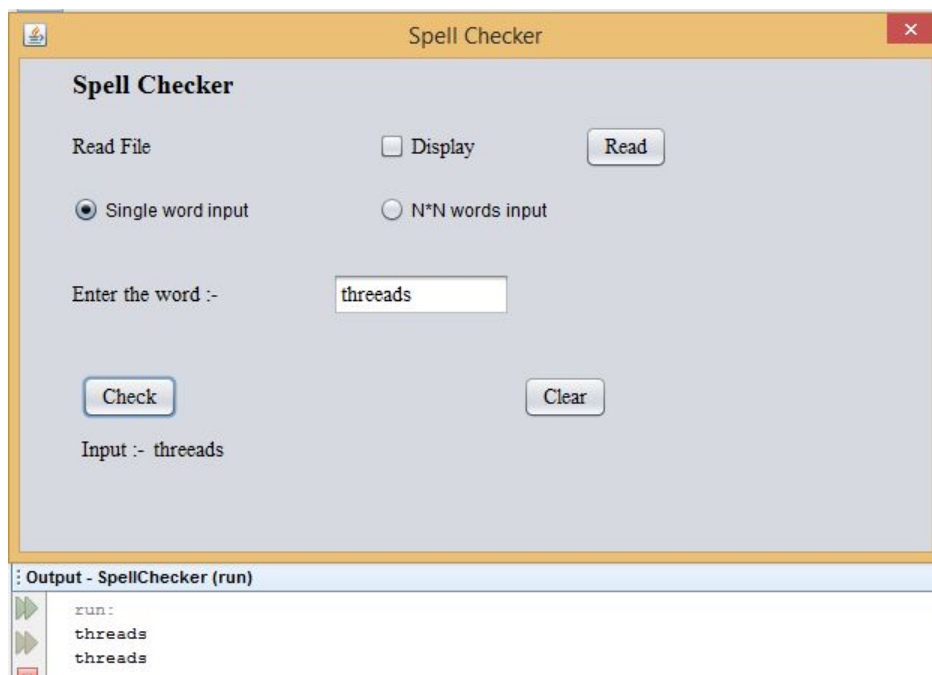 Spell Checker
Spell Checker
Read File Display Read
Single word input N*N words input
Enter the word :- threeads
Check Clear
Input :- threeads
Output - SpellChecker (run)
run:
threads
threads